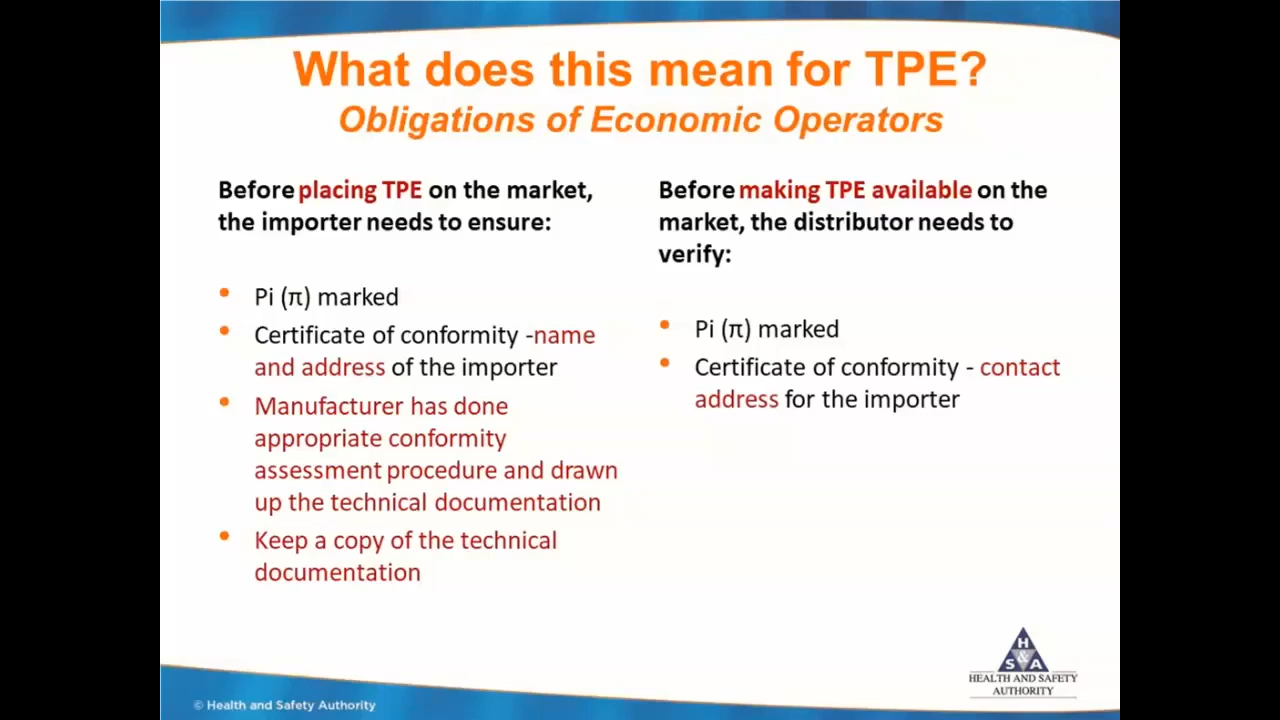 What does this mean for TPE?
Obligations of Economic Operators
Before placing TPE on the market,
the importer needs to ensure:
• Pi (π) marked
• Certificate of conformity -name
and address of the importer
• Manufacturer has done
appropriate conformity
assessment procedure and drawn
up the technical documentation
• Keep a copy of the technical
documentation
Before making TPE available on the
market, the distributor needs to
verify:
• Pi (π) marked
• Certificate of conformity - contact
address for the importer
H
S & A
HEALTH AND SAFETY
AUTHORITY
© Health and Safety Authority